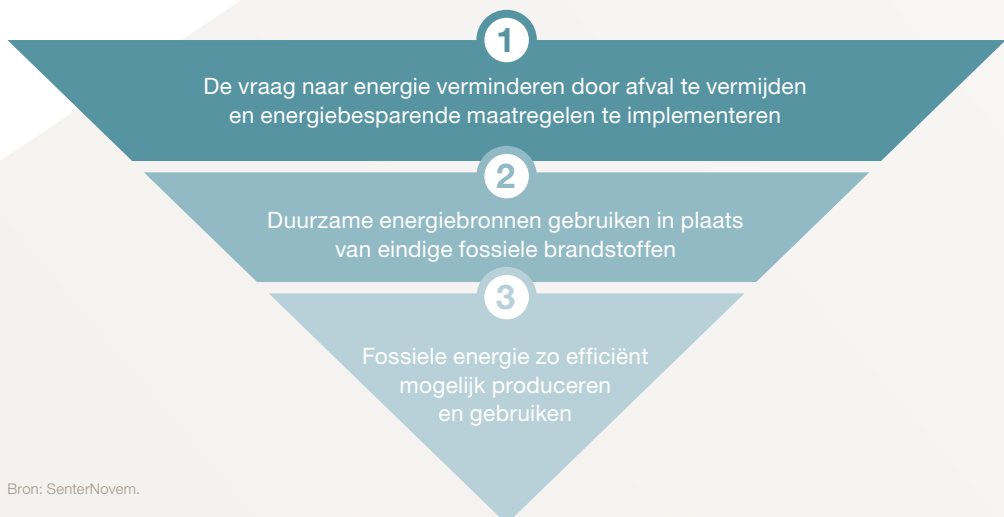 1
De vraag naar energie verminderen door afval te vermijden
en energiebesparende maatregelen te implementeren
2
Duurzame energiebronnen gebruiken in plaats
van eindige fossiele brandstoffen
3
Fossiele energie zo efficiënt
mogelijk produceren
en gebruiken
Bron: SenterNovem.